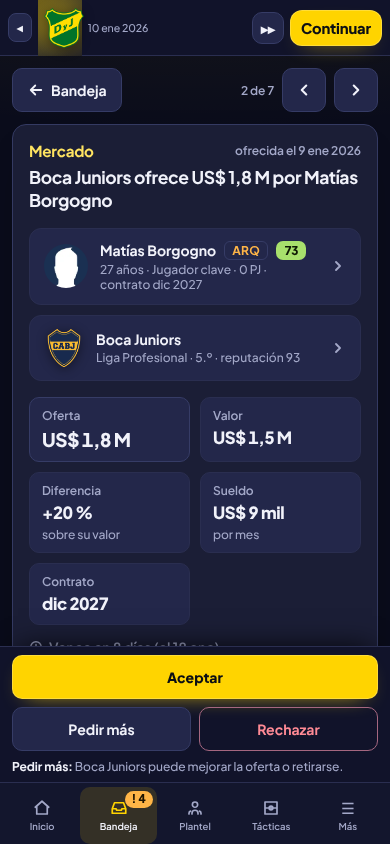 DyJ
10 ene 2026
Continuar
Bandeja
2 de 7
Mercado
ofrecida el 9 ene 2026
Boca Juniors ofrece US$ 1,8 M por Matías
Borgogno
Matías Borgogno ARQ 73
27 años · Jugador clave · 0 PJ ·
contrato dic 2027
CABJ
Boca Juniors
Liga Profesional · 5.º · reputación 93
Oferta
US$ 1,8 M
Valor
US$ 1,5 M
Diferencia
+20 %
sobre su valor
Sueldo
US$ 9 mil
por mes
Contrato
dic 2027
Aceptar
Pedir más
Rechazar
Pedir más: Boca Juniors puede mejorar la oferta o retirarse.
! 4
Inicio
Bandeja
Plantel
Tácticas
Más